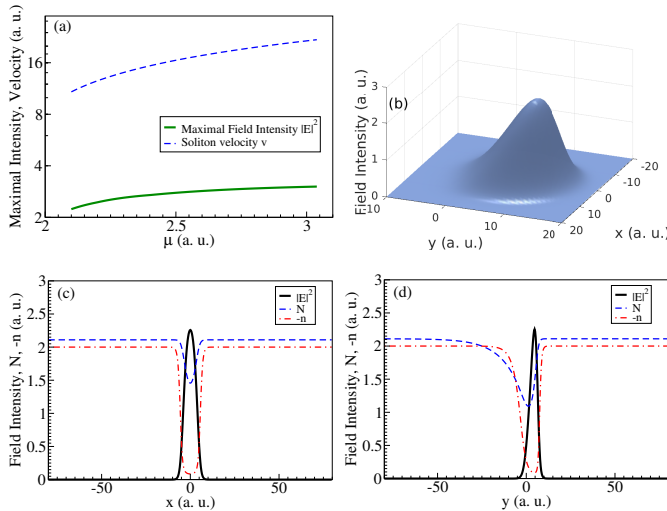 (a)
Maximal Intensity, Velocity (a. u.)
16
8
4
2
2
2.5
3
μ (a. u.)
Maximal Field Intensity |E|²
Soliton velocity v
(b)
Field Intensity (a. u.)
3
2
1
0
-10
0
10
20
y (a. u.)
-20
-10
0
10
20
x (a. u.)
(c)
Field Intensity, N, -n (a. u.)
3
2.5
2
1.5
1
0.5
0
-50
0
50
x (a. u.)
|E|²
N
-n
(d)
Field Intensity, N, -n (a. u.)
3
2.5
2
1.5
1
0.5
0
-50
0
50
y (a. u.)
|E|²
N
-n